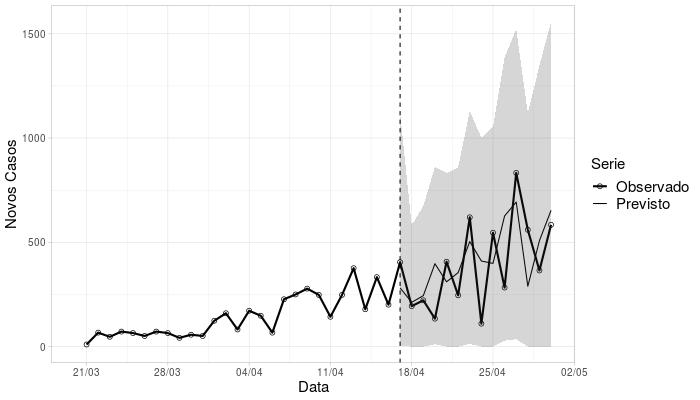 1500
1000
500
0
Novos Casos
21/03 28/03 04/04 11/04 18/04 25/04 02/05
Data
Serie
Observado
Previsto